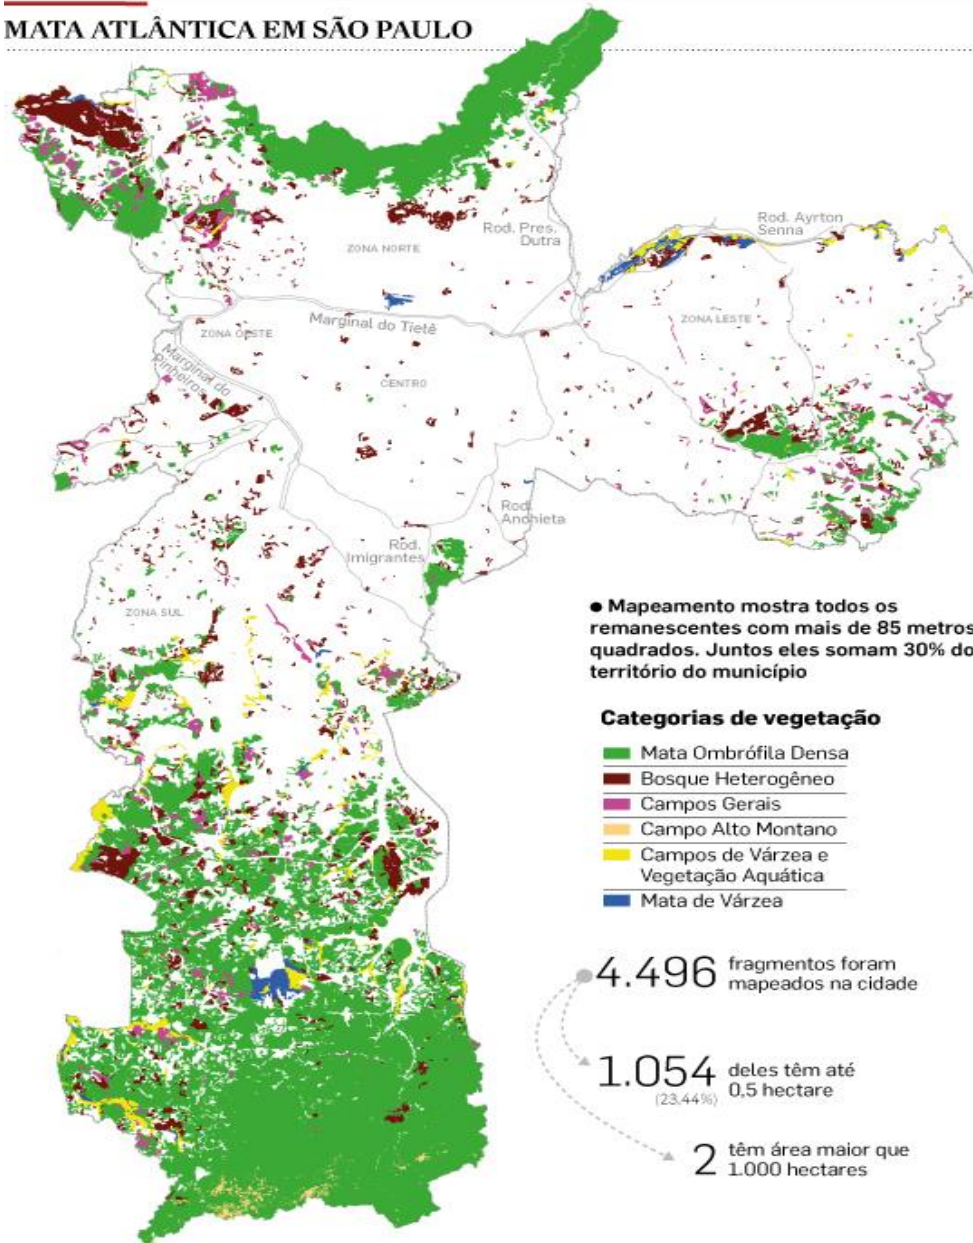 MATA ATLÂNTICA EM SÃO PAULO
Rod. Pres.
Dutra
Rod. Ayrton
Senna
ZONA NORTE
ZONA OESTE
Marginal do Tietê
ZONA LESTE
Marginal do
Pinheiros
CENTRO
Rod.
Anchieta
Rod.
Imigrantes
ZONA SUL
● Mapeamento mostra todos os
remanescentes com mais de 85 metros
quadrados. Juntos eles somam 30% do
território do município
Categorias de vegetação
Mata Ombrófila Densa
Bosque Heterogêneo
Campos Gerais
Campo Alto Montano
Campos de Várzea e
Vegetação Aquática
Mata de Várzea
4.496 fragmentos foram
mapeados na cidade
1.054 deles têm até
(23,44%) 0,5 hectare
2 têm área maior que
1.000 hectares